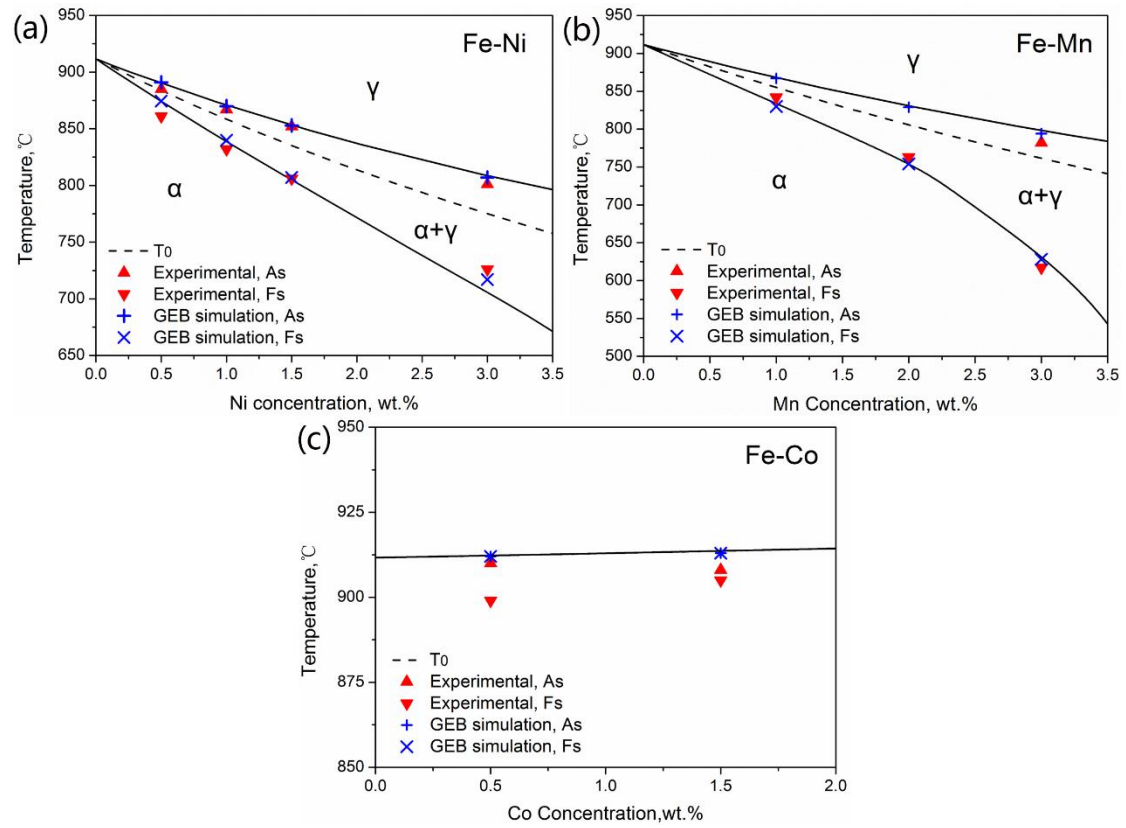 (a)
Fe-Ni
γ
α
α+γ
T0
Experimental, As
Experimental, Fs
GEB simulation, As
GEB simulation, Fs
950
900
850
800
750
700
650
0.0 0.5 1.0 1.5 2.0 2.5 3.0 3.5
Temperature,℃
Ni concentration, wt.%
(b)
Fe-Mn
γ
α
α+γ
T0
Experimental, As
Experimental, Fs
GEB simulation, As
GEB simulation, Fs
950
900
850
800
750
700
650
600
550
500
0.0 0.5 1.0 1.5 2.0 2.5 3.0 3.5
Temperature,℃
Mn Concentration, wt.%
(c)
Fe-Co
T0
Experimental, As
Experimental, Fs
GEB simulation, As
GEB simulation, Fs
950
925
900
875
850
0.0 0.5 1.0 1.5 2.0
Temperature,℃
Co Concentration,wt.%